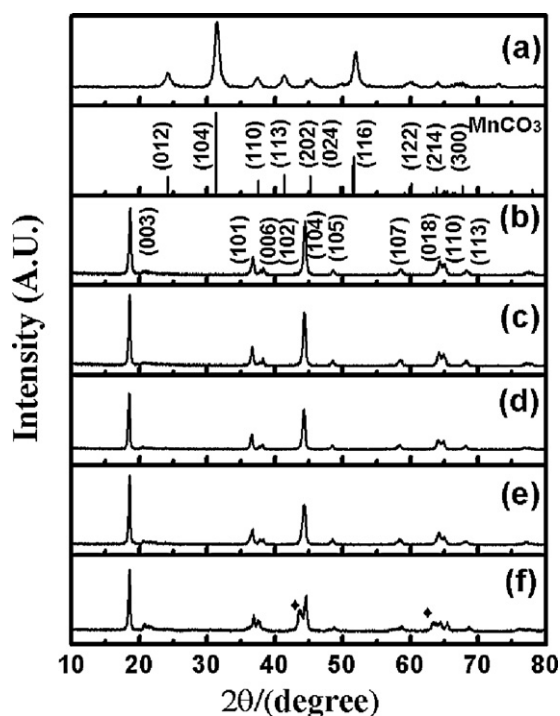 (a)
MnCO₃
(012)
(104)
(110)
(113)
(202)
(024)
(116)
(122)
(214)
(300)
(b)
(003)
(101)
(006)
(102)
(104)
(105)
(107)
(018)
(110)
(113)
(c)
(d)
(e)
(f)
Intensity (A.U.)
10 20 30 40 50 60 70 80
2θ/(degree)